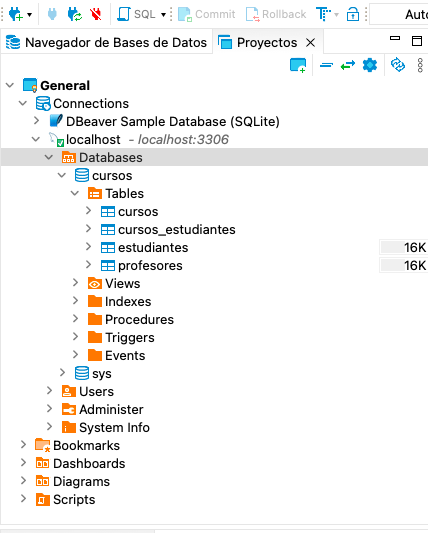 SQL Commit Rollback T Auto
Navegador de Bases de Datos Proyectos
General
Connections
DBeaver Sample Database (SQLite)
localhost - localhost:3306
Databases
cursos
Tables
cursos
cursos_estudiantes
estudiantes 16K
profesores 16K
Views
Indexes
Procedures
Triggers
Events
sys
Users
Administer
System Info
Bookmarks
Dashboards
Diagrams
Scripts